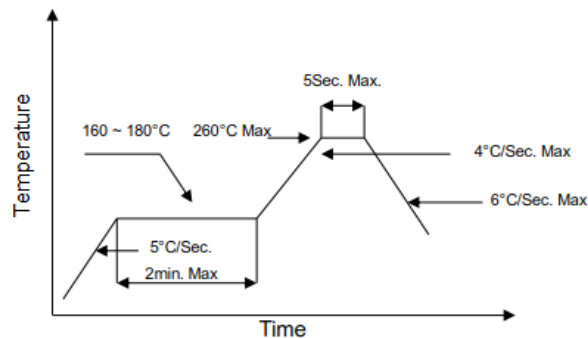 5Sec. Max.
160 ~ 180°C
260°C Max
4°C/Sec. Max
6°C/Sec. Max
5°C/Sec.
2min. Max
Temperature
Time